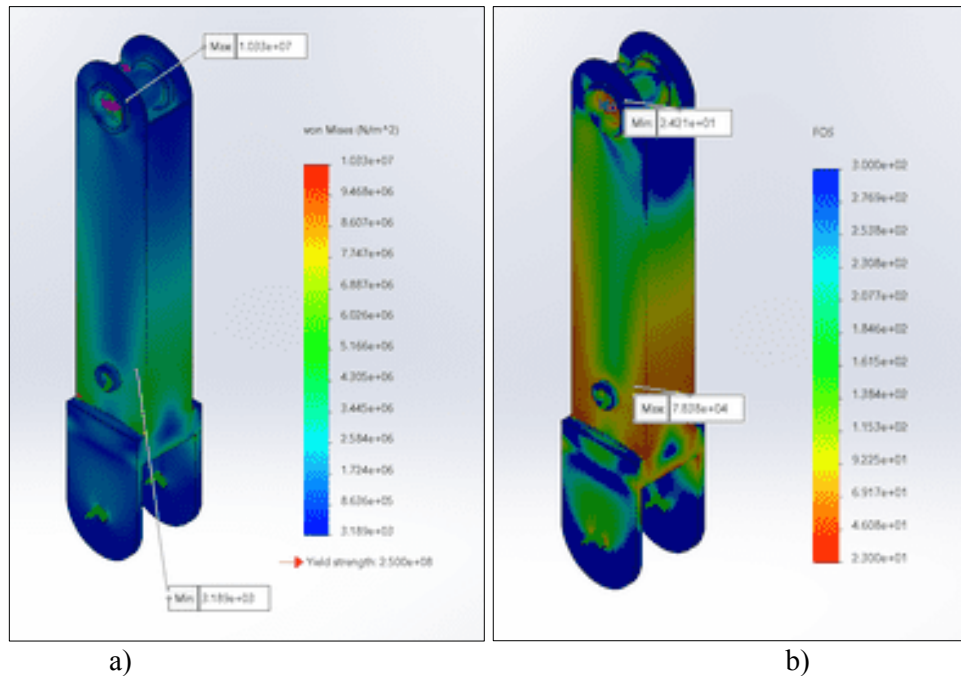 Max 1.033e+07
von Mises (N/m^2)
1.033e+07
9.468e+06
8.607e+06
7.747e+06
6.887e+06
6.026e+06
5.166e+06
4.305e+06
3.445e+06
2.584e+06
1.724e+06
8.636e+05
3.189e+03
Yield strength: 2.500e+08
Min 3.189e+03
a)
Min 2.421e+01
FOS
3.000e+02
2.769e+02
2.538e+02
2.308e+02
2.077e+02
1.846e+02
1.615e+02
1.384e+02
1.153e+02
9.225e+01
6.917e+01
4.608e+01
2.300e+01
Max 7.838e+04
b)